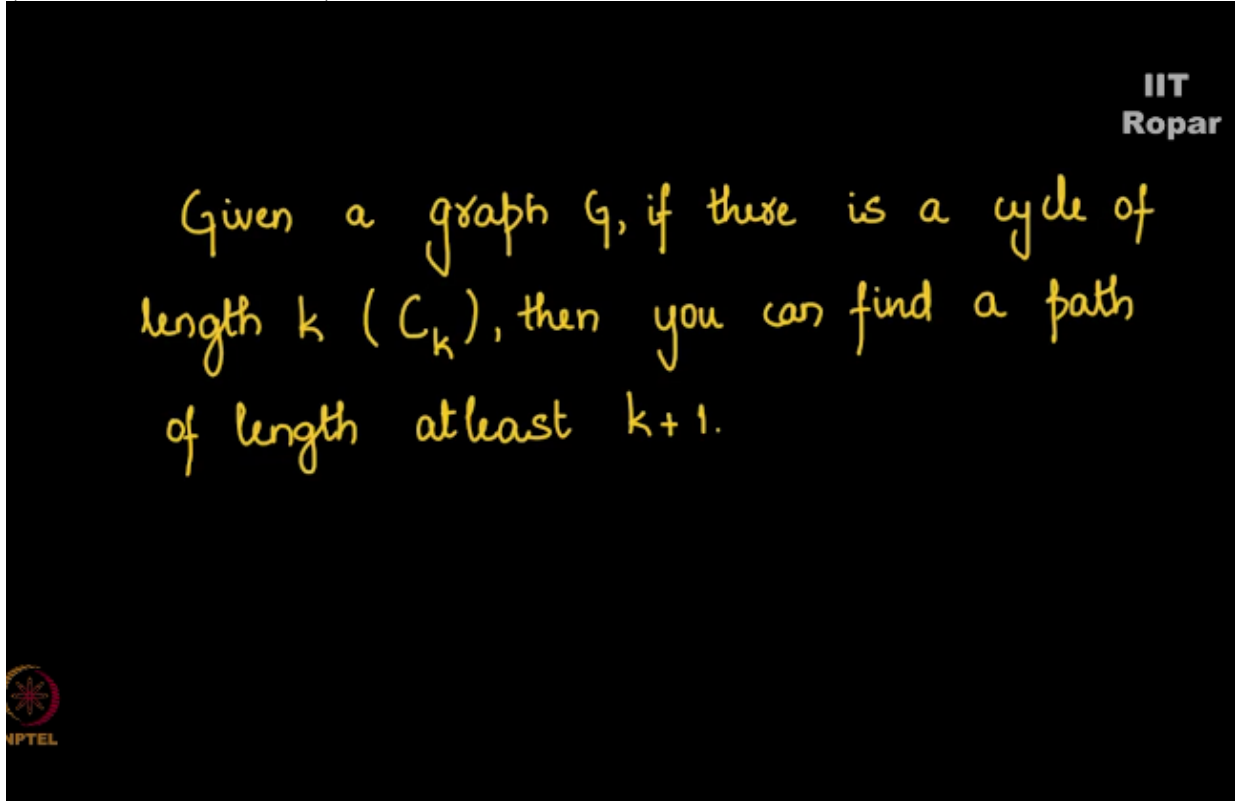 IIT
Ropar
Given a graph G, if there is a cycle of
length k (C_k), then you can find a path
of length atleast k+1.
NPTEL